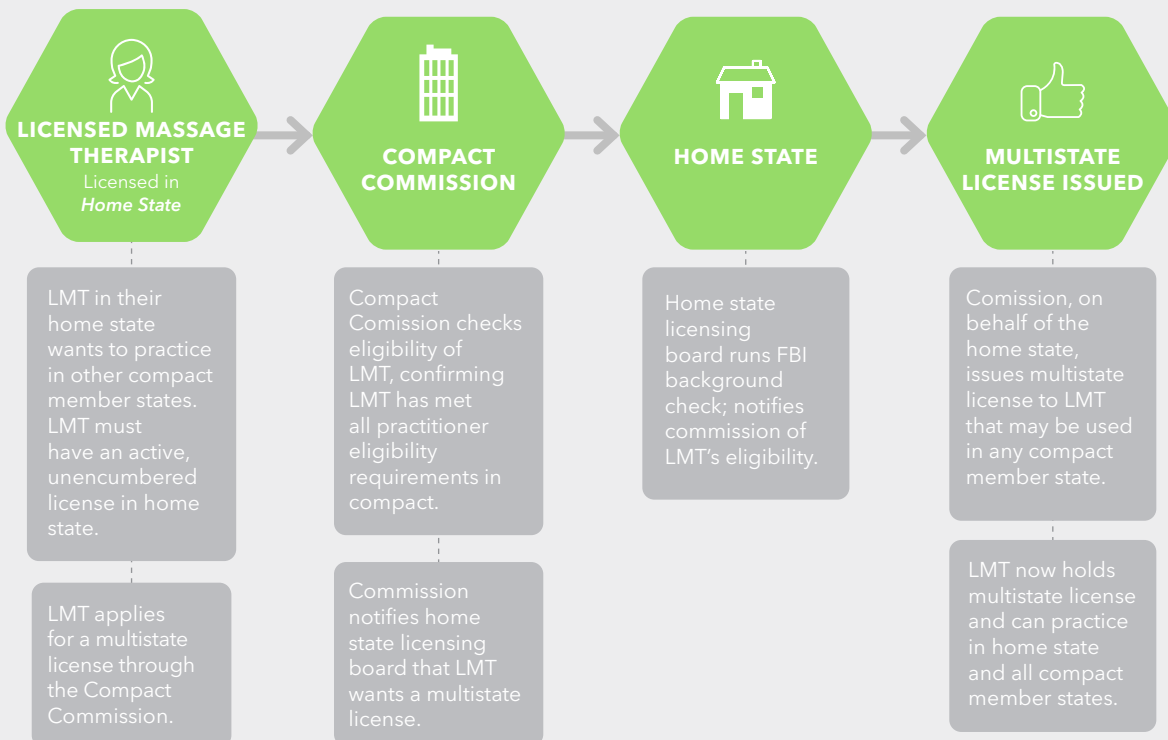 LICENSED MASSAGE
THERAPIST
Licensed in
Home State
LMT in their
home state
wants to practice
in other compact
member states.
LMT must
have an active,
unencumbered
license in home
state.
LMT applies
for a multistate
license through
the Compact
Commission.
COMPACT
COMMISSION
Compact
Comission checks
eligibility of
LMT, confirming
LMT has met
all practitioner
eligibility
requirements in
compact.
Commission
notifies home
state licensing
board that LMT
wants a multistate
license.
HOME STATE
Home state
licensing
board runs FBI
background
check; notifies
commission of
LMT’s eligibility.
MULTISTATE
LICENSE ISSUED
Comission, on
behalf of the
home state,
issues multistate
license to LMT
that may be used
in any compact
member state.
LMT now holds
multistate license
and can practice
in home state
and all compact
member states.